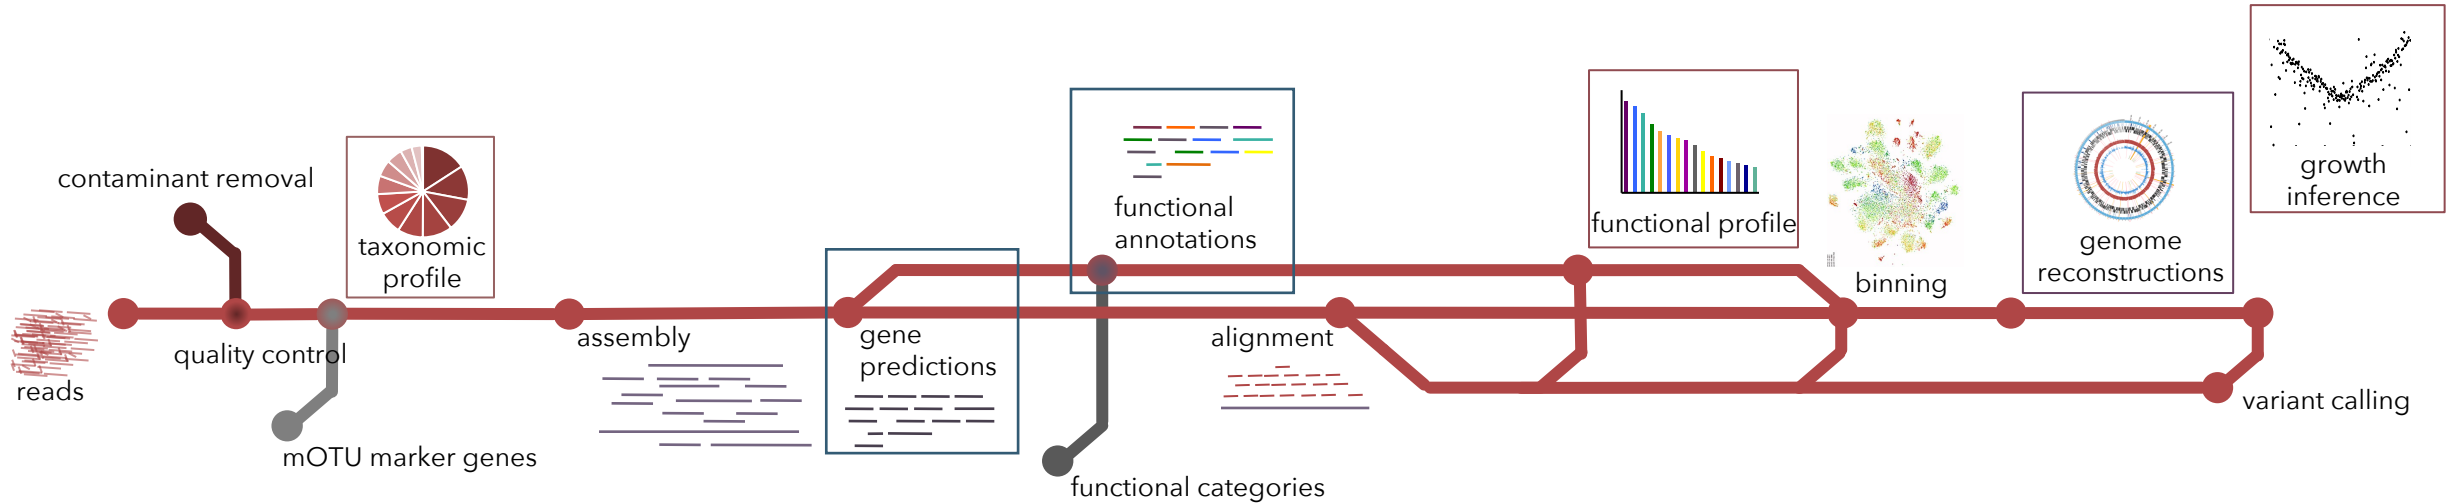 contaminant removal
taxonomic
profile
quality control
reads
mOTU marker genes
assembly
gene
predictions
functional
annotations
functional categories
alignment
functional profile
binning
genome
reconstructions
growth
inference
variant calling